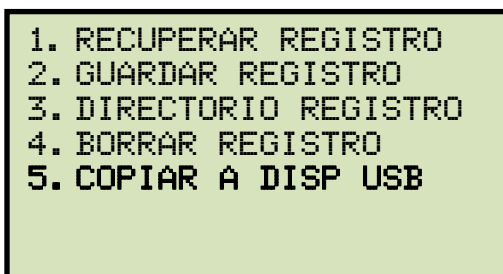 1. RECUPERAR REGISTRO
2. GUARDAR REGISTRO
3. DIRECTORIO REGISTRO
4. BORRAR REGISTRO
5. COPIAR A DISP USB